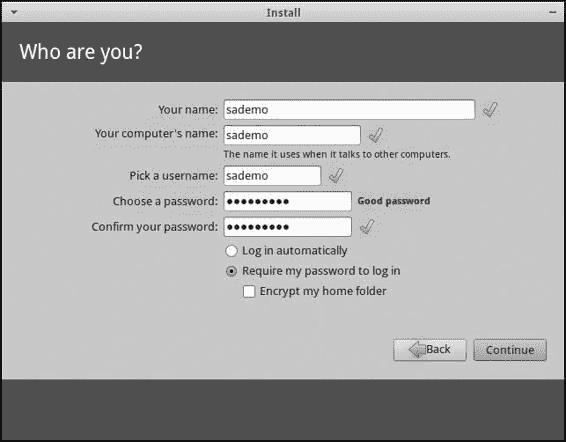 Install
Who are you?
Your name: sademo
Your computer's name: sademo
The name it uses when it talks to other computers.
Pick a username: sademo
Choose a password: ●●●●●●●●● Good password
Confirm your password: ●●●●●●●●●
Log in automatically
Require my password to log in
Encrypt my home folder
Back Continue